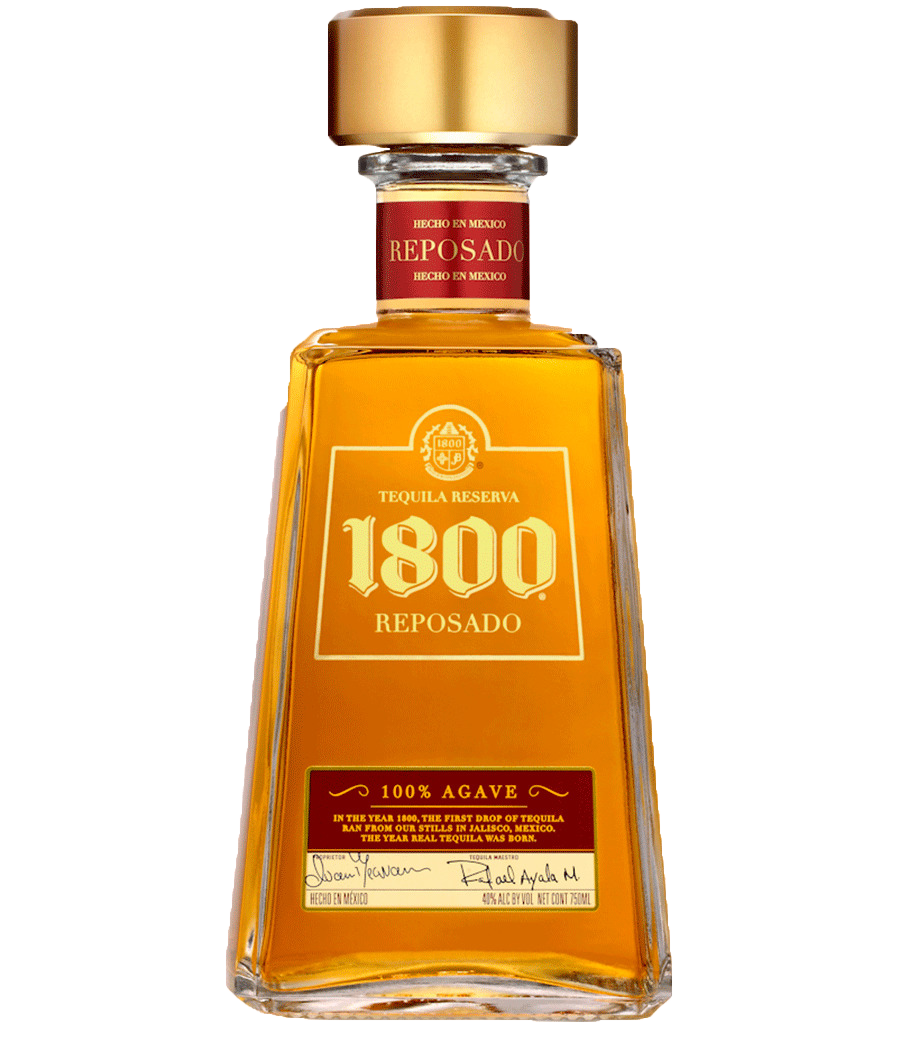 HECHO EN MEXICO
REPOSADO
HECHO EN MEXICO
1800
TEQUILA RESERVA
1800
REPOSADO
100% AGAVE
IN THE YEAR 1800, THE FIRST DROP OF TEQUILA
RAN FROM OUR STILLS IN JALISCO, MEXICO.
THE YEAR REAL TEQUILA WAS BORN.
PROPRIETOR TEQUILA MAESTRO
Rafael Ayala M.
HECHO EN MÉXICO 40% ALC BY VOL NET CONT 750ML